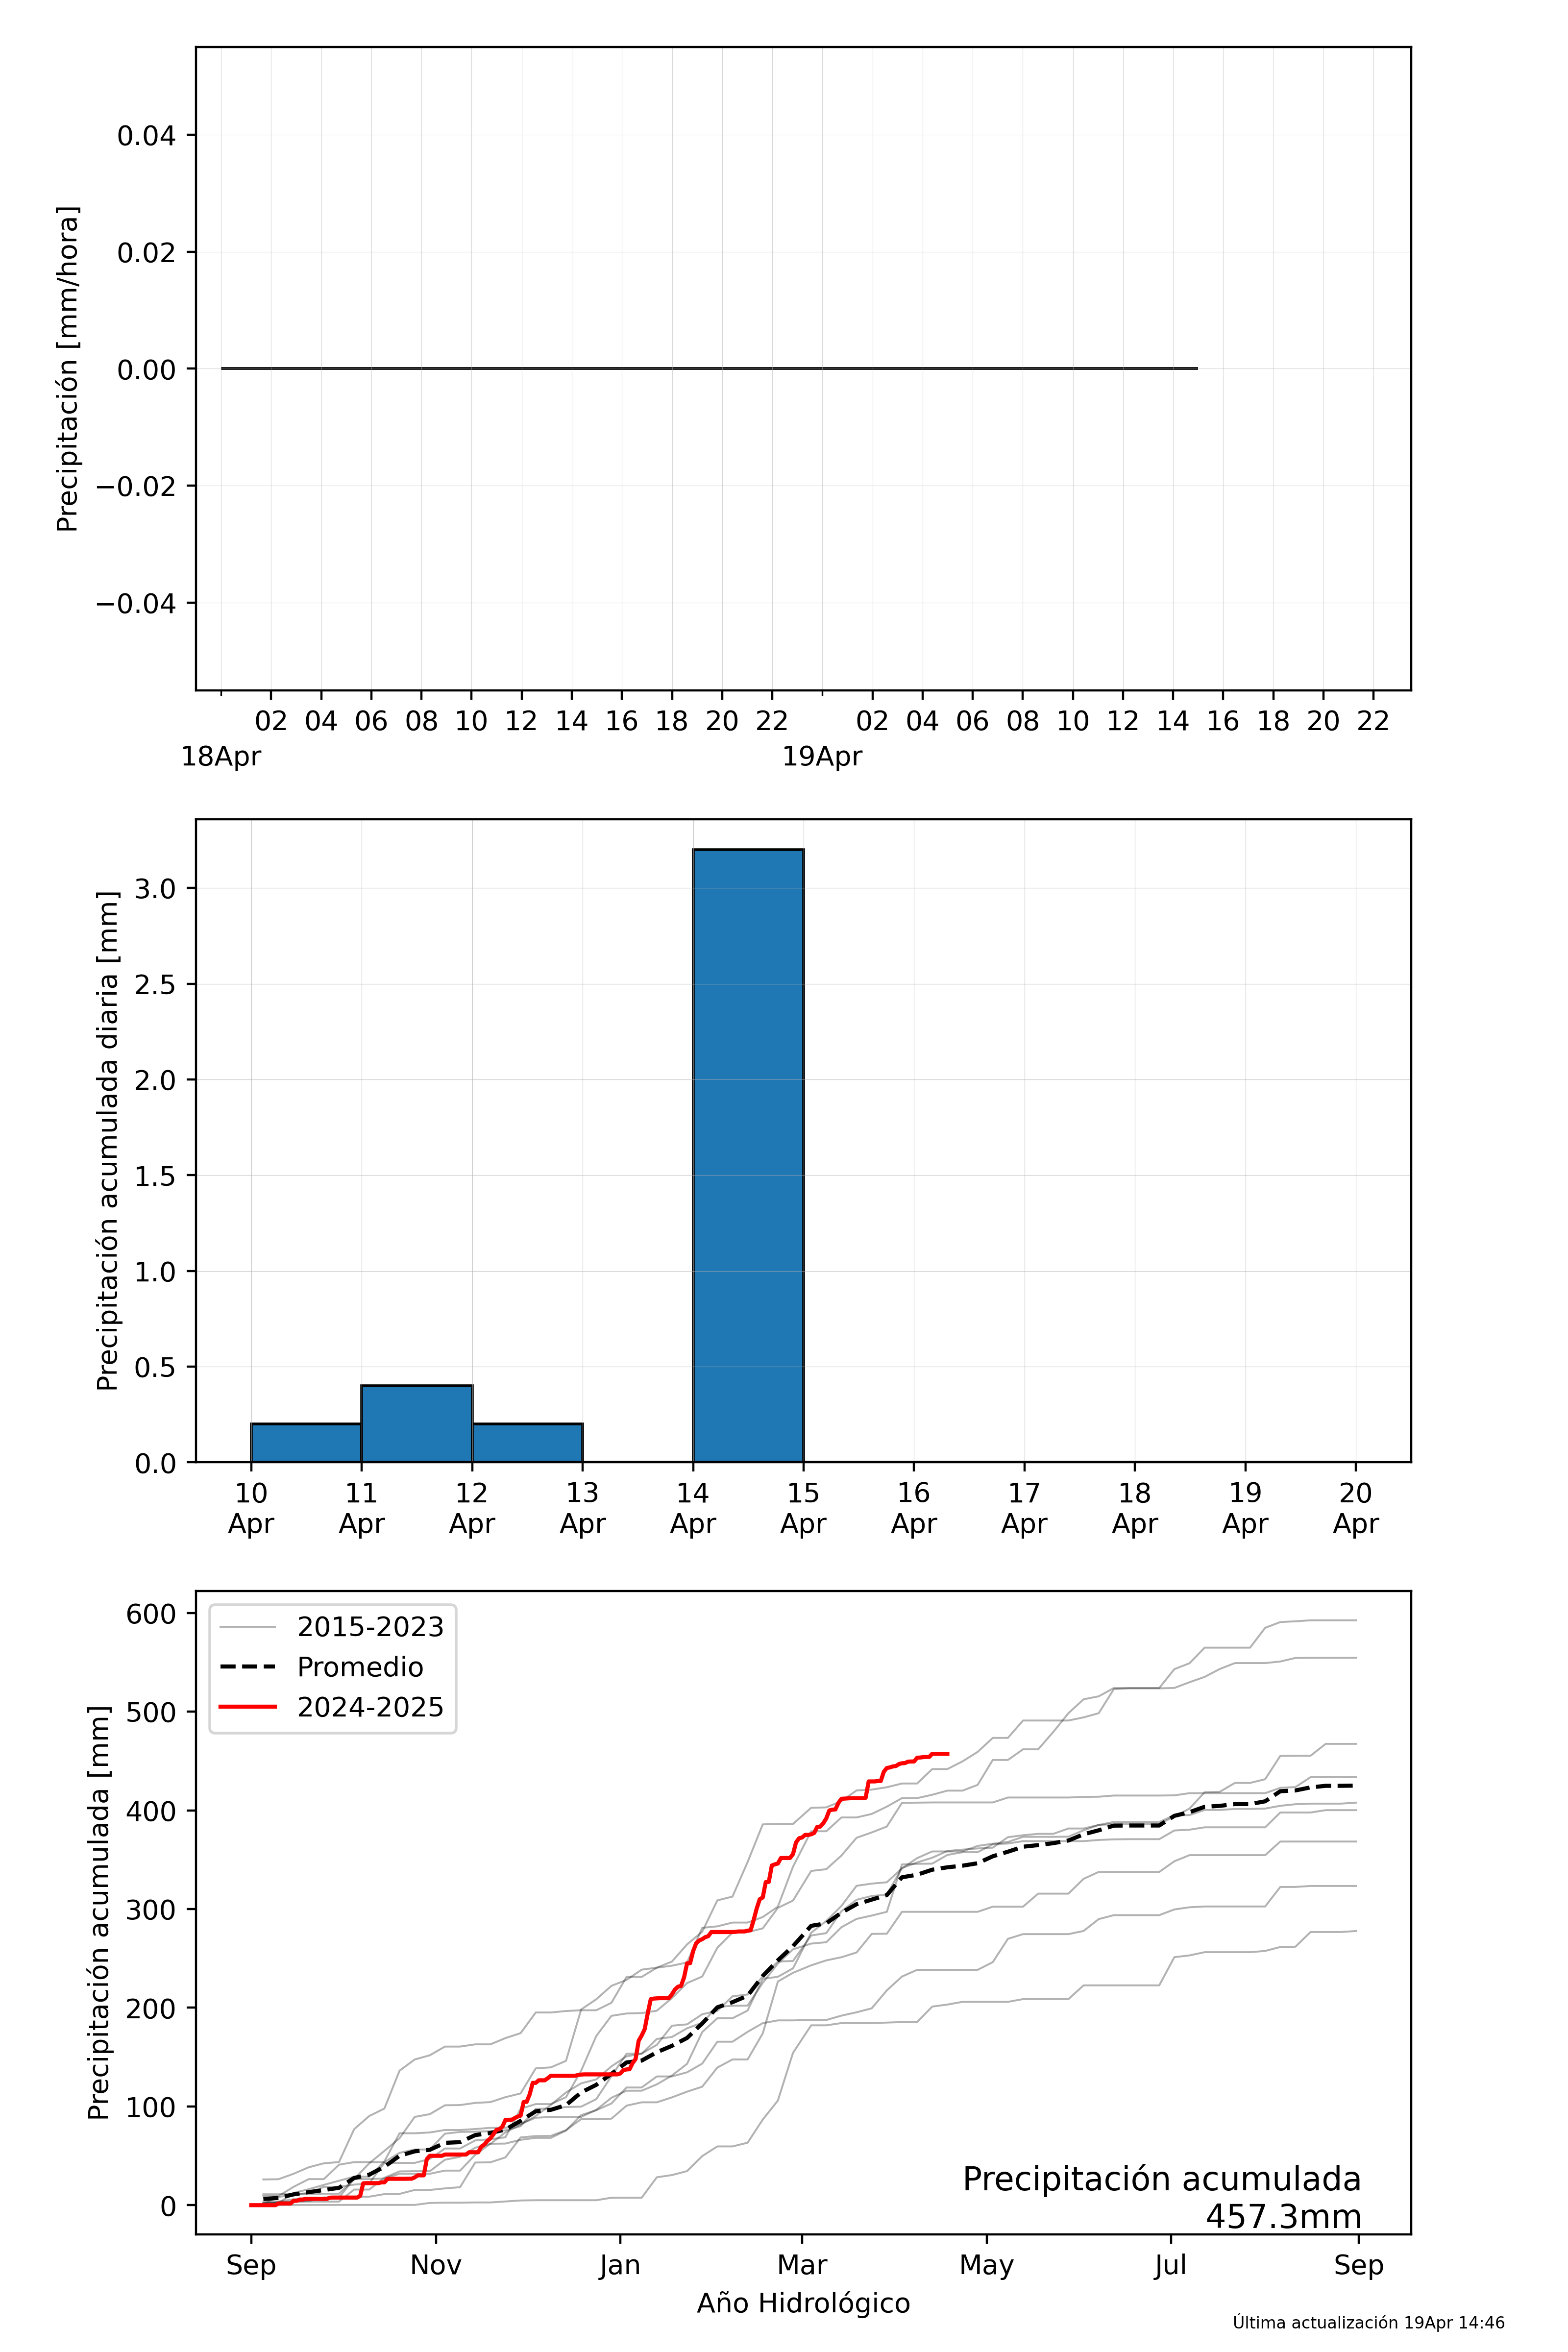 Precipitación [mm/hora]
0.04
0.02
0.00
−0.02
−0.04
02 04 06 08 10 12 14 16 18 20 22 02 04 06 08 10 12 14 16 18 20 22
18Apr 19Apr
Precipitación acumulada diaria [mm]
3.0
2.5
2.0
1.5
1.0
0.5
0.0
10 11 12 13 14 15 16 17 18 19 20
Apr Apr Apr Apr Apr Apr Apr Apr Apr Apr Apr
Precipitación acumulada [mm]
600
500
400
300
200
100
0
2015-2023
Promedio
2024-2025
Precipitación acumulada
457.3mm
Sep Nov Jan Mar May Jul Sep
Año Hidrológico
Última actualización 19Apr 14:46